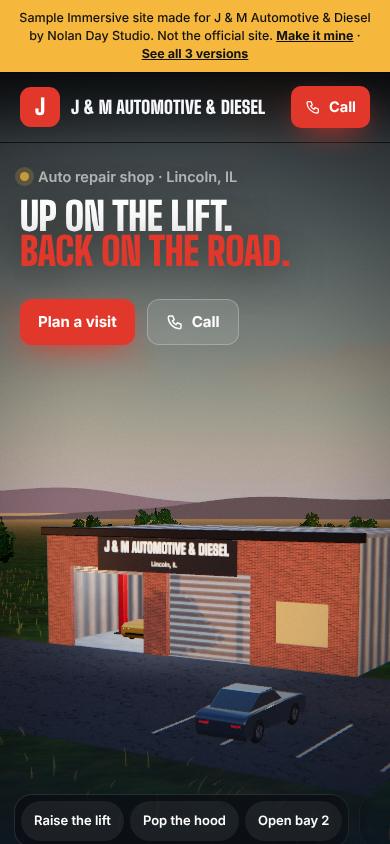 Sample Immersive site made for J & M Automotive & Diesel
by Nolan Day Studio. Not the official site. Make it mine ·
See all 3 versions
J
J & M AUTOMOTIVE & DIESEL
Call
Auto repair shop · Lincoln, IL
UP ON THE LIFT.
BACK ON THE ROAD.
Plan a visit
Call
J & M AUTOMOTIVE & DIESEL
Lincoln, IL
Raise the lift
Pop the hood
Open bay 2